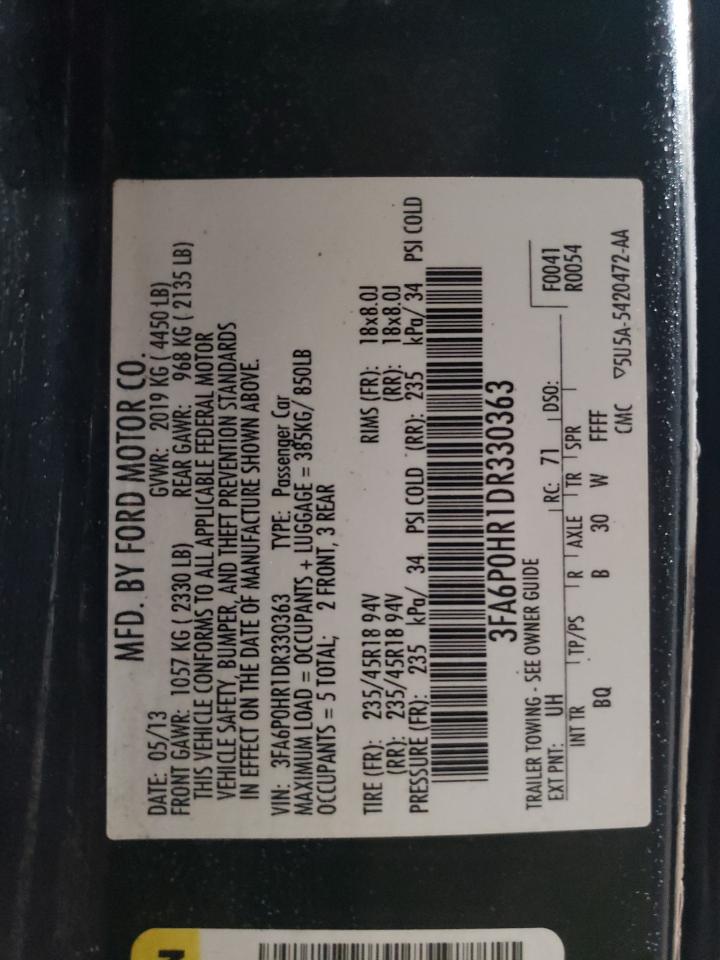 MFD. BY FORD MOTOR CO.
DATE: 05/13 GVWR: 2019 KG ( 4450 LB)
FRONT GAWR: 1057 KG ( 2330 LB) REAR GAWR: 968 KG ( 2135 LB)
THIS VEHICLE CONFORMS TO ALL APPLICABLE FEDERAL MOTOR
VEHICLE SAFETY, BUMPER, AND THEFT PREVENTION STANDARDS
IN EFFECT ON THE DATE OF MANUFACTURE SHOWN ABOVE.
VIN: 3FA6P0HR1DR330363 TYPE: Passenger Car
MAXIMUM LOAD = OCCUPANTS + LUGGAGE = 385KG/ 850LB
OCCUPANTS = 5 TOTAL; 2 FRONT, 3 REAR
TIRE (FR): 235/45R18 94V RIMS (FR): 18x8.0J
(RR): 235/45R18 94V (RR): 18x8.0J
PRESSURE (FR): 235 kPa/ 34 PSI COLD (RR): 235 kPa/ 34 PSI COLD
3FA6P0HR1DR330363
TRAILER TOWING - SEE OWNER GUIDE F0041
EXT PNT: UH RC: 71 DSO: R0054
INT TR TP/PS R AXLE TR SPR
BQ B 30 W FFFF
CMC ▽5U5A-5420472-AA
N